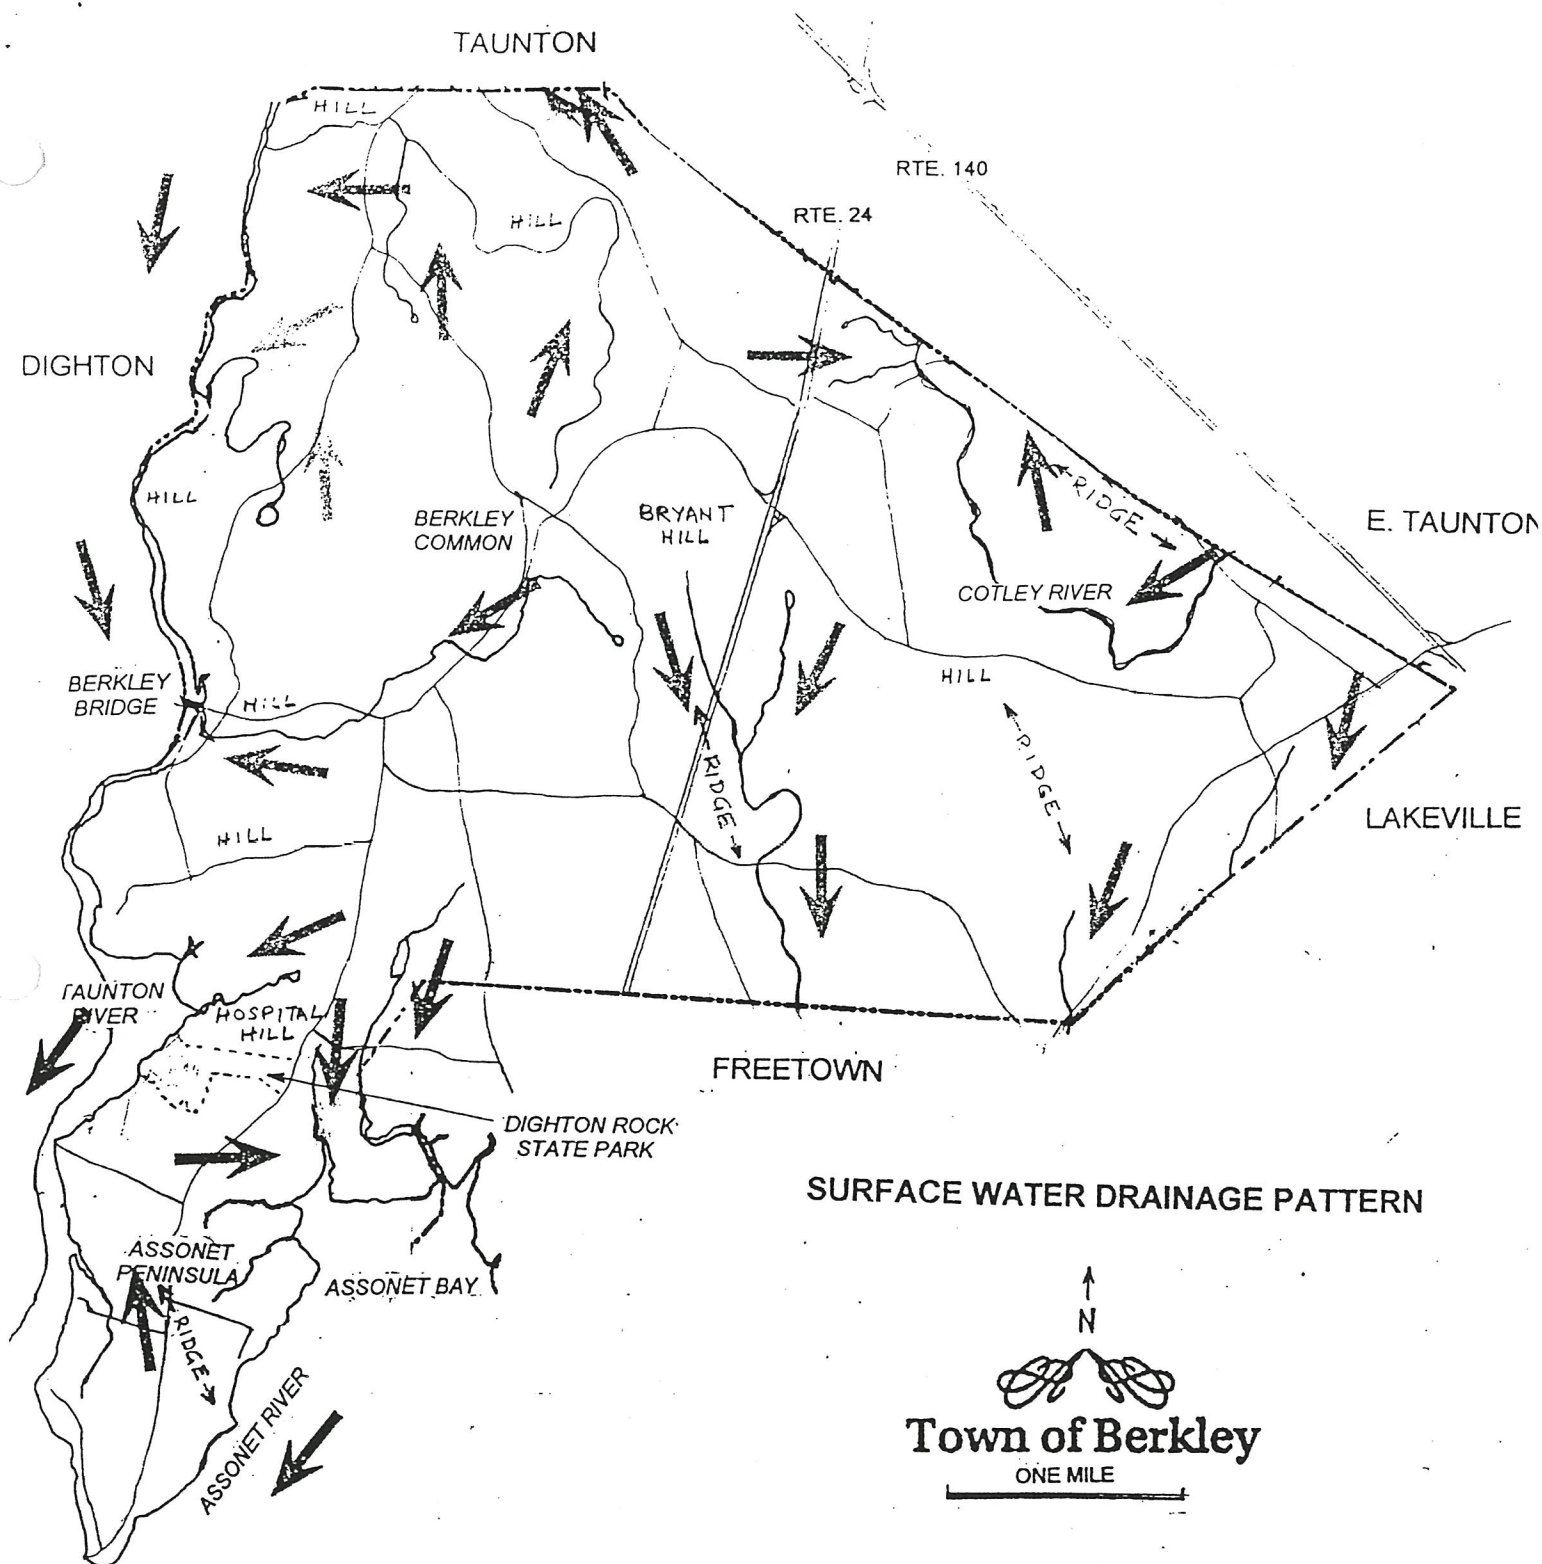 TAUNTON
HILL
RTE. 140
RTE. 24
HILL
DIGHTON
HILL
BERKLEY
COMMON
BRYANT
HILL
RIDGE
E. TAUNTON
COTLEY RIVER
HILL
BERKLEY
BRIDGE
HILL
RIDGE
RIDGE
LAKEVILLE
HILL
TAUNTON
RIVER
HOSPITAL
HILL
FREETOWN
DIGHTON ROCK
STATE PARK
SURFACE WATER DRAINAGE PATTERN
ASSONET
PENINSULA
ASSONET BAY
RIDGE
ASSONET RIVER
N
Town of Berkley
ONE MILE